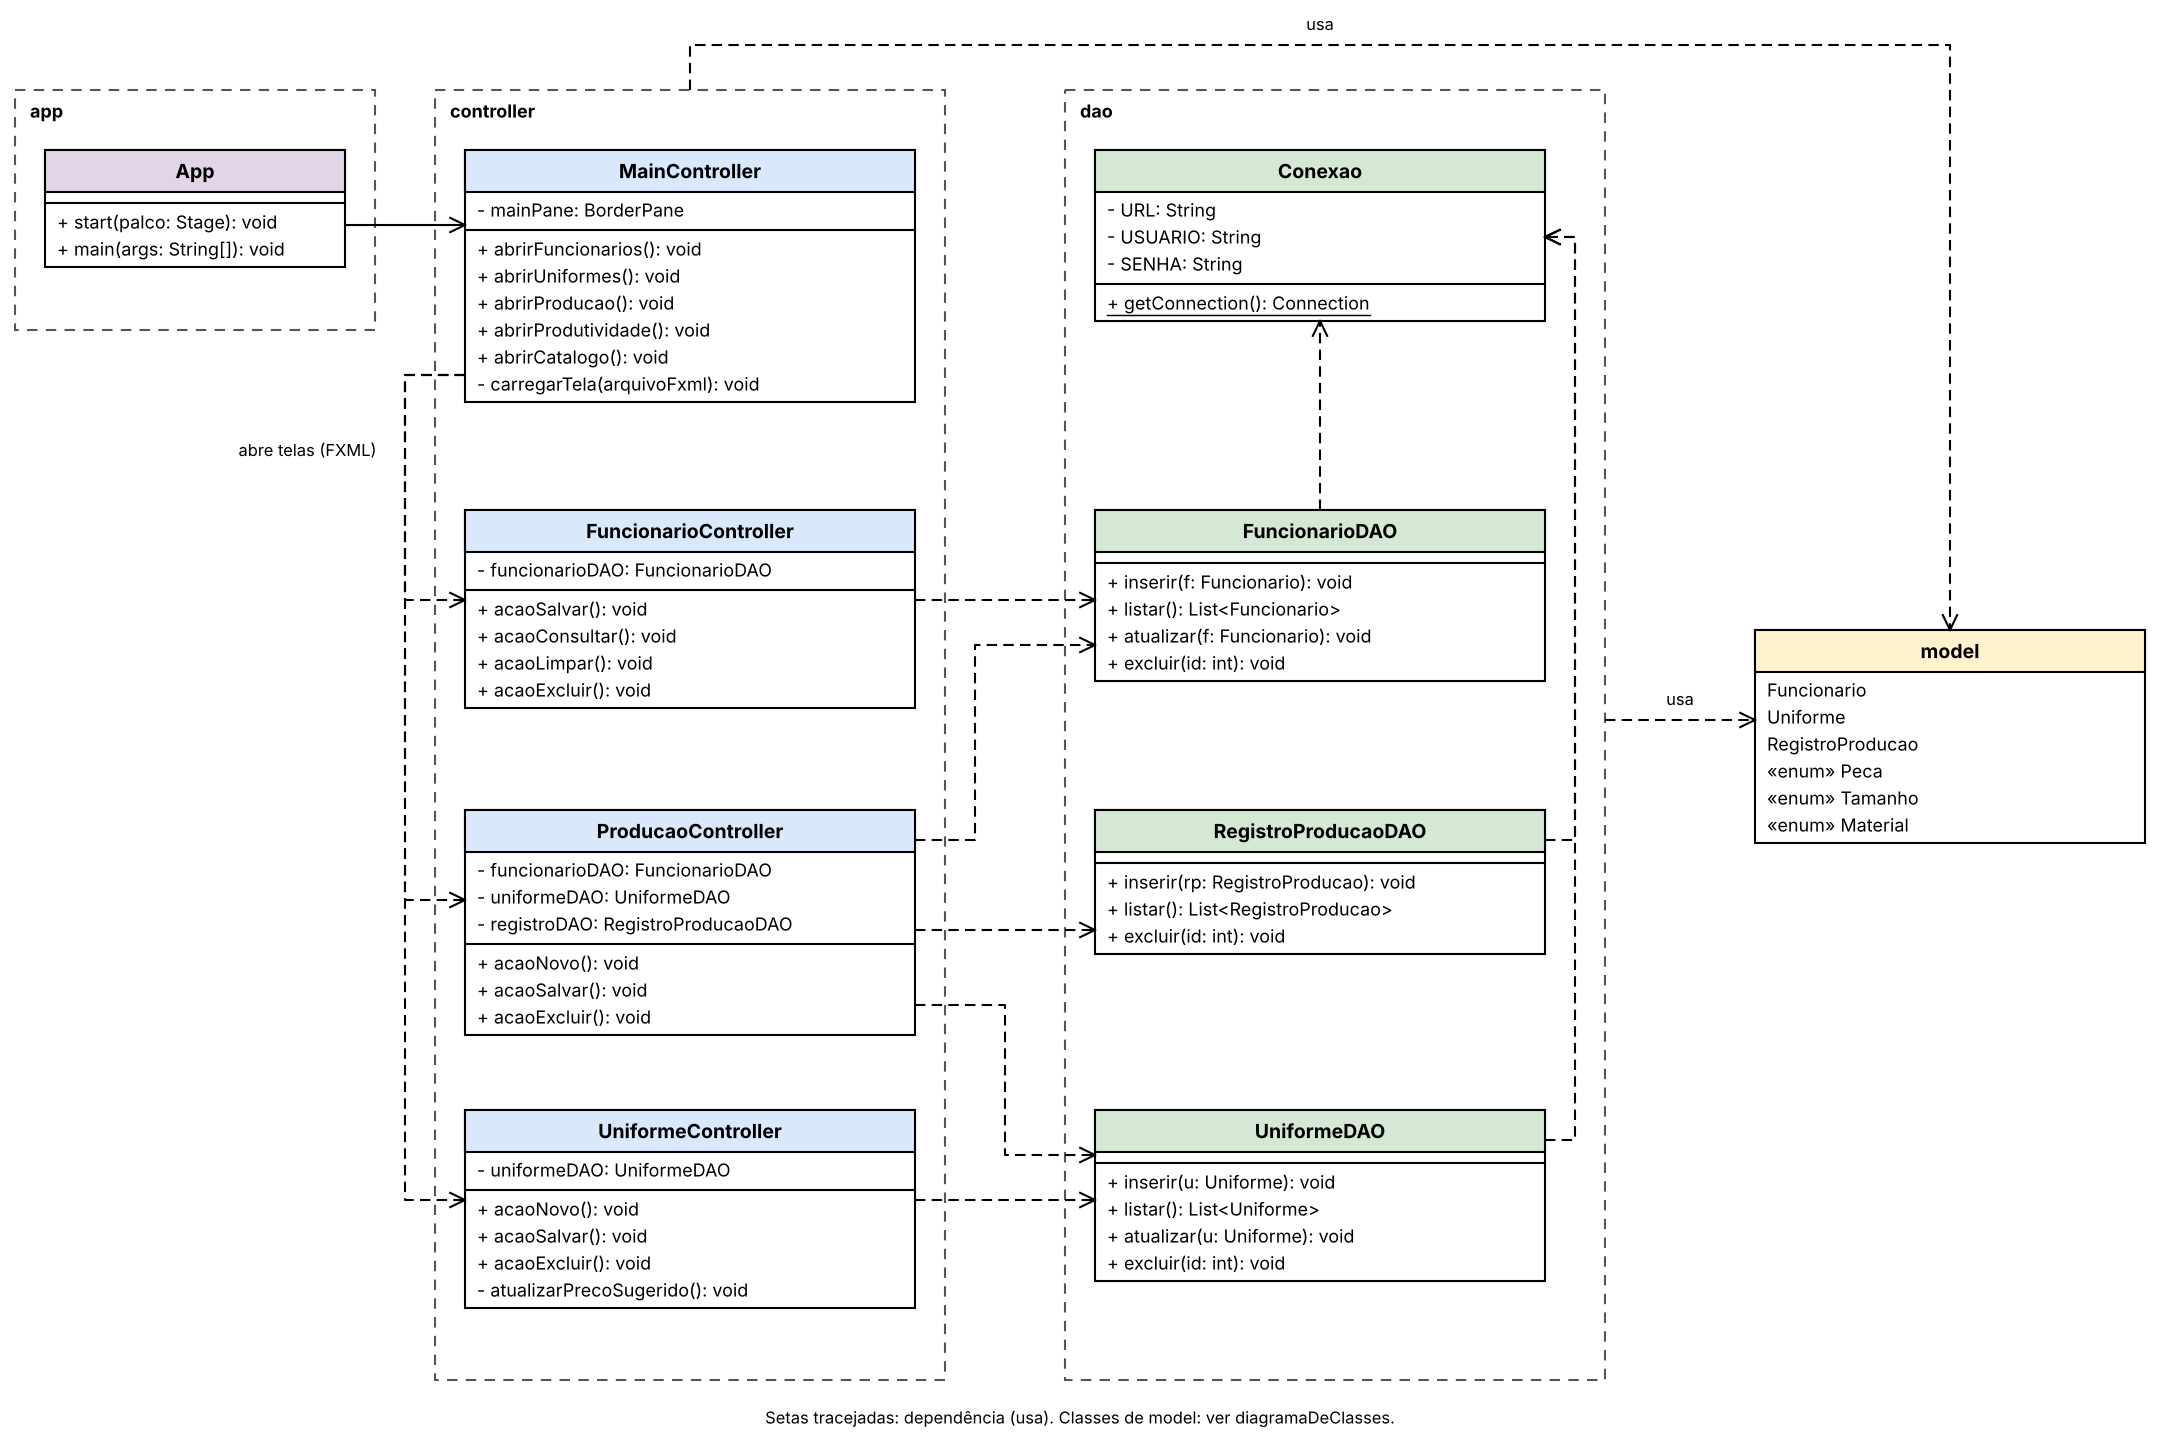 usa
app
App
+ start(palco: Stage): void
+ main(args: String[]): void
controller
MainController
- mainPane: BorderPane
+ abrirFuncionarios(): void
+ abrirUniformes(): void
+ abrirProducao(): void
+ abrirProdutividade(): void
+ abrirCatalogo(): void
- carregarTela(arquivoFxml): void
abre telas (FXML)
FuncionarioController
- funcionarioDAO: FuncionarioDAO
+ acaoSalvar(): void
+ acaoConsultar(): void
+ acaoLimpar(): void
+ acaoExcluir(): void
ProducaoController
- funcionarioDAO: FuncionarioDAO
- uniformeDAO: UniformeDAO
- registroDAO: RegistroProducaoDAO
+ acaoNovo(): void
+ acaoSalvar(): void
+ acaoExcluir(): void
UniformeController
- uniformeDAO: UniformeDAO
+ acaoNovo(): void
+ acaoSalvar(): void
+ acaoExcluir(): void
- atualizarPrecoSugerido(): void
dao
Conexao
- URL: String
- USUARIO: String
- SENHA: String
+ getConnection(): Connection
FuncionarioDAO
+ inserir(f: Funcionario): void
+ listar(): List<Funcionario>
+ atualizar(f: Funcionario): void
+ excluir(id: int): void
RegistroProducaoDAO
+ inserir(rp: RegistroProducao): void
+ listar(): List<RegistroProducao>
+ excluir(id: int): void
UniformeDAO
+ inserir(u: Uniforme): void
+ listar(): List<Uniforme>
+ atualizar(u: Uniforme): void
+ excluir(id: int): void
usa
model
Funcionario
Uniforme
RegistroProducao
«enum» Peca
«enum» Tamanho
«enum» Material
Setas tracejadas: dependência (usa). Classes de model: ver diagramaDeClasses.